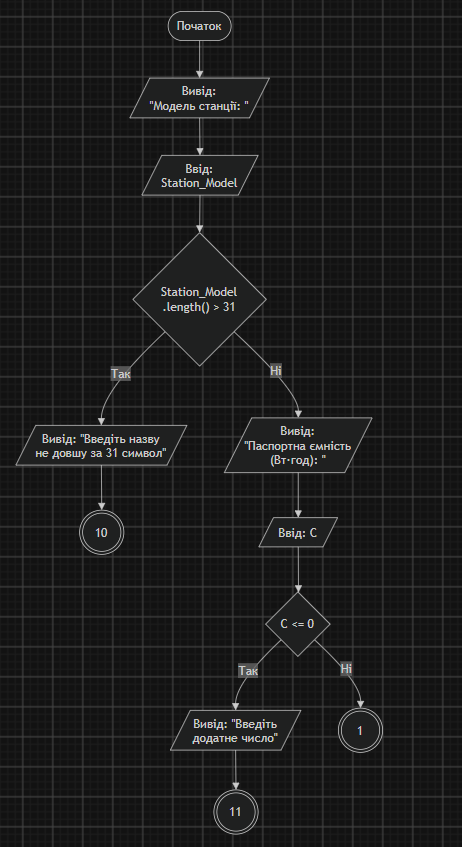 Початок
Вивід:
"Модель станції: "
Ввід:
Station_Model
Station_Model
.length() > 31
Так
Ні
Вивід: "Введіть назву
не довшу за 31 символ"
Вивід:
"Паспортна ємність
(Вт·год): "
10
Ввід: C
C <= 0
Так
Ні
Вивід: "Введіть
додатне число"
1
11